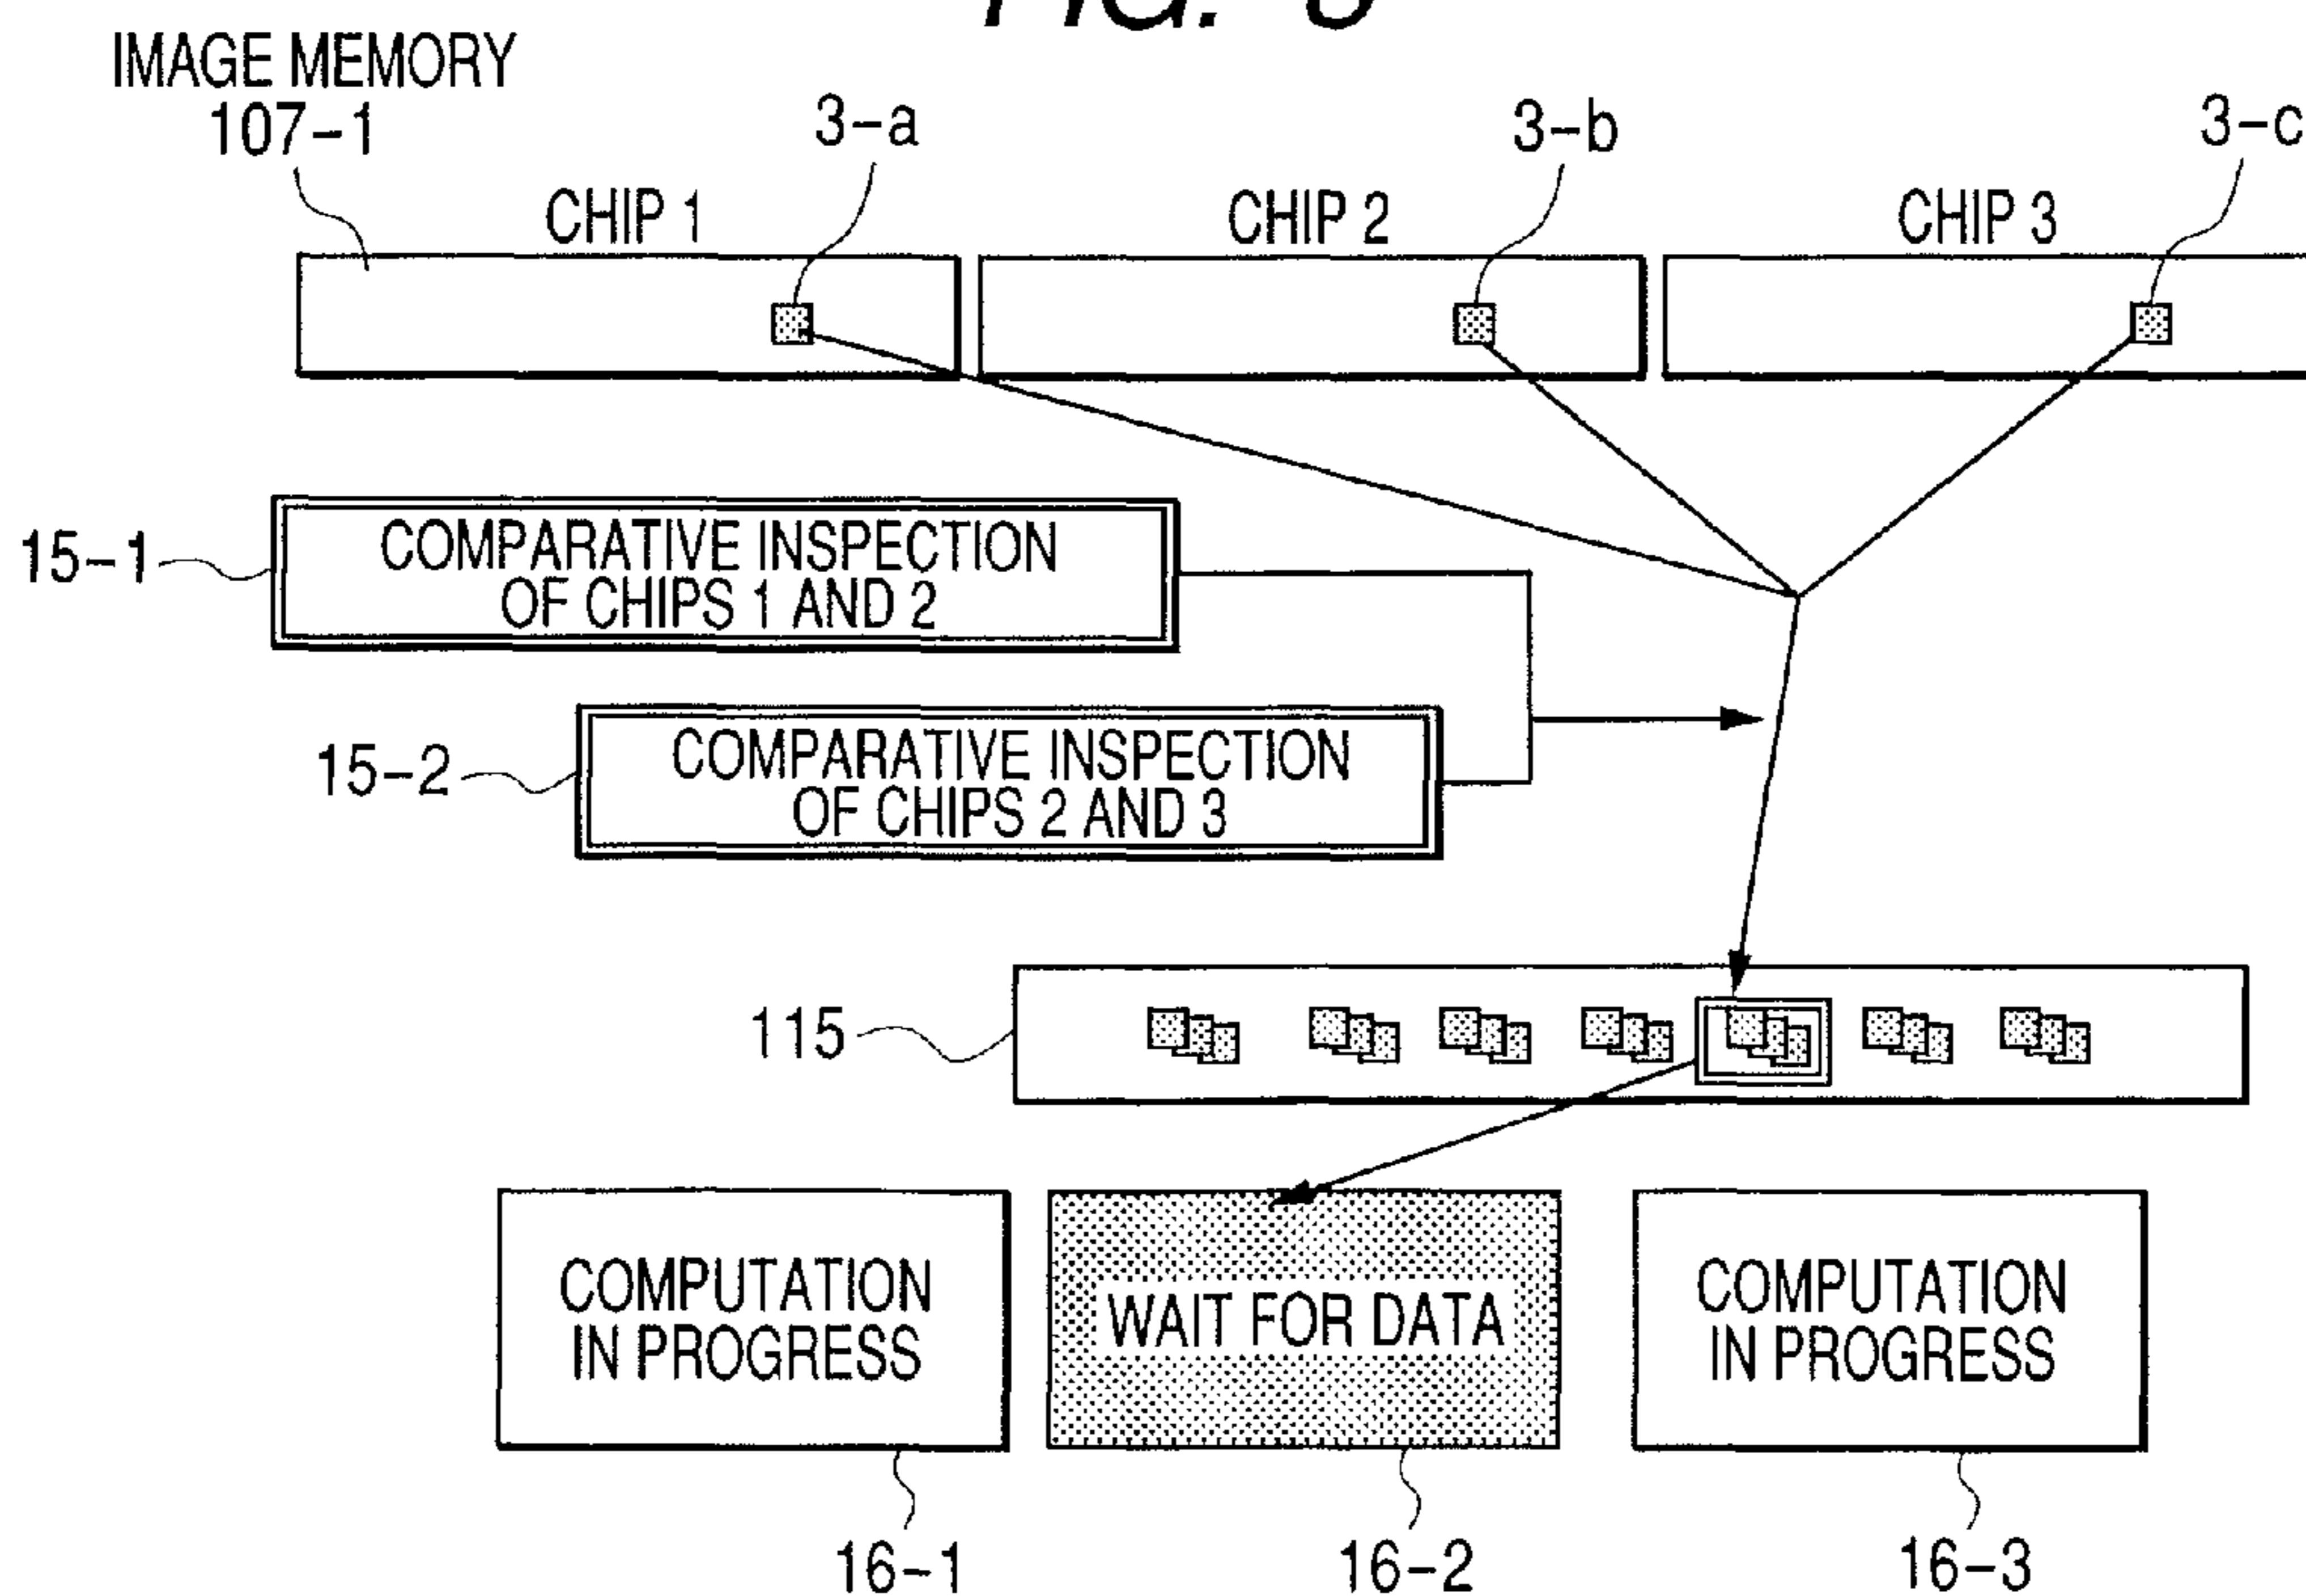 FIG.
IMAGE MEMORY
107-1
3-a
3-b
3-c
CHIP 1
CHIP 2
CHIP 3
15-1
COMPARATIVE INSPECTION
OF CHIPS 1 AND 2
15-2
COMPARATIVE INSPECTION
OF CHIPS 2 AND 3
115
COMPUTATION
IN PROGRESS
WAIT FOR DATA
COMPUTATION
IN PROGRESS
16-1
16-2
16-3